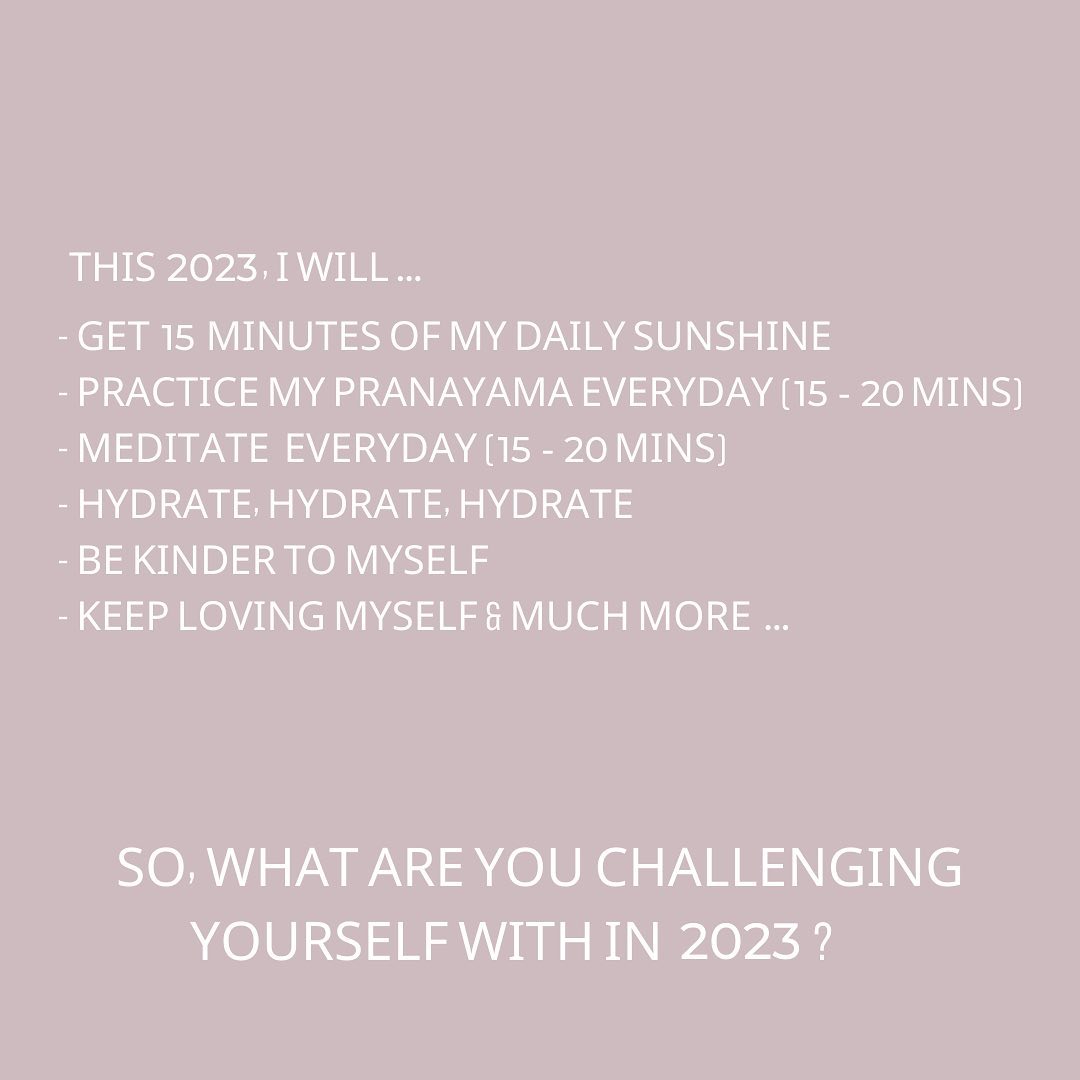 THIS 2023, I WILL ...
- GET 15 MINUTES OF MY DAILY SUNSHINE
- PRACTICE MY PRANAYAMA EVERYDAY (15 - 20 MINS)
- MEDITATE EVERYDAY (15 - 20 MINS)
- HYDRATE, HYDRATE, HYDRATE
- BE KINDER TO MYSELF
- KEEP LOVING MYSELF & MUCH MORE ...
SO, WHAT ARE YOU CHALLENGING
YOURSELF WITH IN 2023 ?